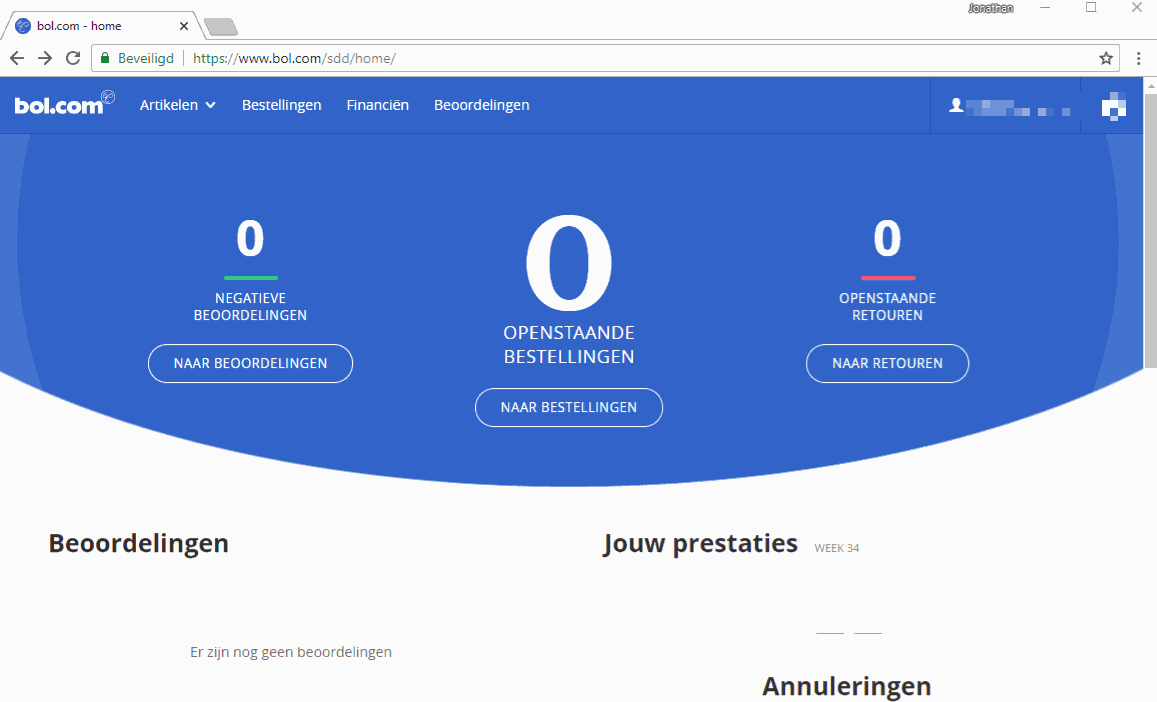 Jonathan
bol.com - home
Beveiligd https://www.bol.com/sdd/home/
bol.com Artikelen Bestellingen Financiën Beoordelingen
0
NEGATIEVE
BEOORDELINGEN
NAAR BEOORDELINGEN
0
OPENSTAANDE
BESTELLINGEN
NAAR BESTELLINGEN
0
OPENSTAANDE
RETOUREN
NAAR RETOUREN
Beoordelingen
Er zijn nog geen beoordelingen
Jouw prestaties WEEK 34
Annuleringen